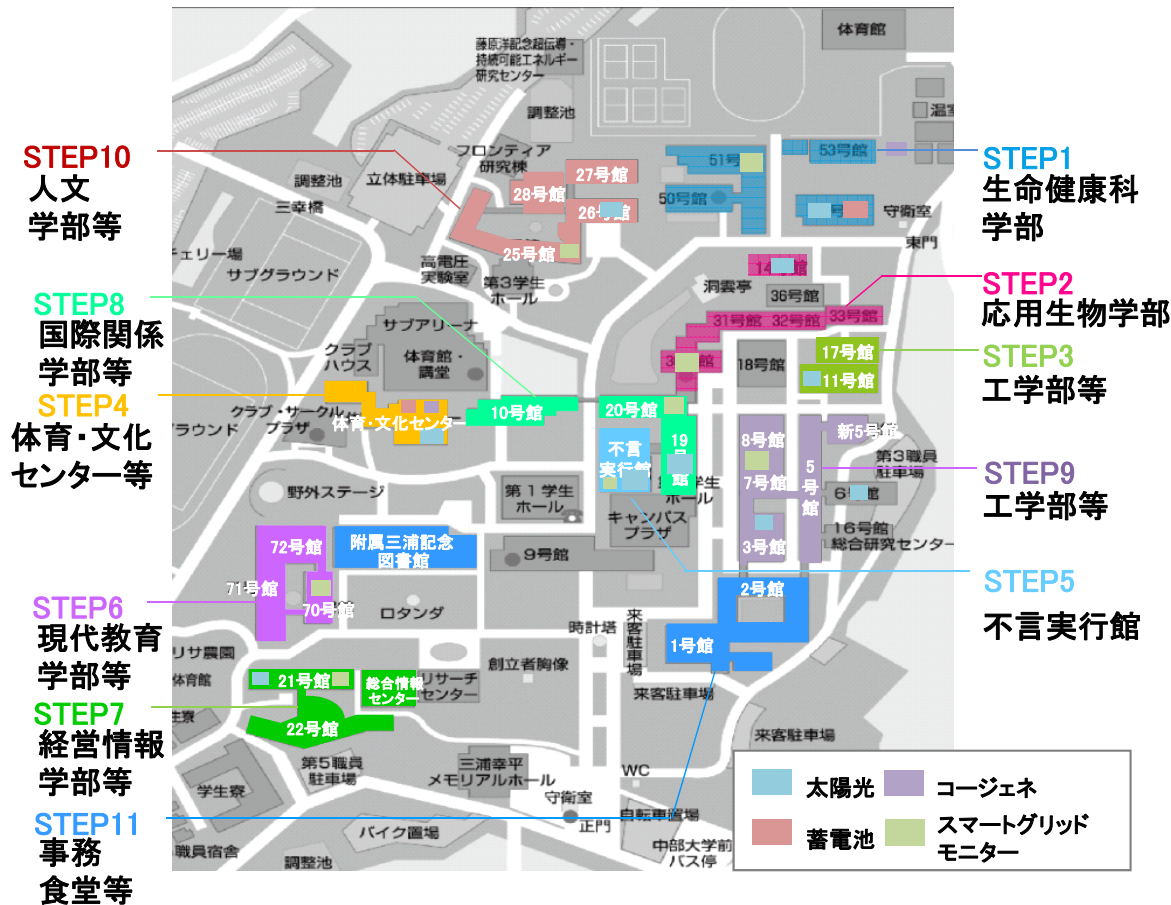 体育館
藤原洋記念超伝導・
持続可能エネルギー
研究センター
調整池
温室
STEP10
人文
学部等
調整池
立体駐車場
三幸橋
フロンティア
研究棟
27号館
28号館
26号館
25号館
51号
50号館
53号館
号
守衛室
東門
STEP1
生命健康科
学部
チェリー場
サブグラウンド
高電圧
実験室
第3学生
ホール
14号館
洞雲亭
36号館
31号館
32号館
33号館
STEP2
応用生物学部
STEP8
国際関係
学部等
サブアリーナ
クラブ
ハウス
体育館・
講堂
18号館
17号館
11号館
STEP3
工学部等
STEP4
体育・文化
センター等
グラウンド
クラブ・サークル
プラザ
体育・文化センター
10号館
20号館
不言
実行館
19
号
館
学生
ホール
8号館
7号館
3号館
5
号
館
新5号館
第3職員
駐車場
6号館
16号館
総合研究センター
STEP9
工学部等
野外ステージ
第1学生
ホール
キャンパス
プラザ
9号館
72号館
71号館
70号館
附属三浦記念
図書館
ロタンダ
STEP5
不言実行館
2号館
1号館
STEP6
現代教育
学部等
時計塔
来客駐車場
来客駐車場
来客駐車場
リサ農園
体育館
生寮
21号館
22号館
総合情報
センター
リサーチ
センター
創立者胸像
STEP7
経営情報
学部等
第5職員
駐車場
三浦幸平
メモリアルホール
WC
学生寮
守衛室
正門
自転車置場
中部大学前
バス停
STEP11
事務
食堂等
バイク置場
職員宿舎
調整池
太陽光
コージェネ
蓄電池
スマートグリッド
モニター